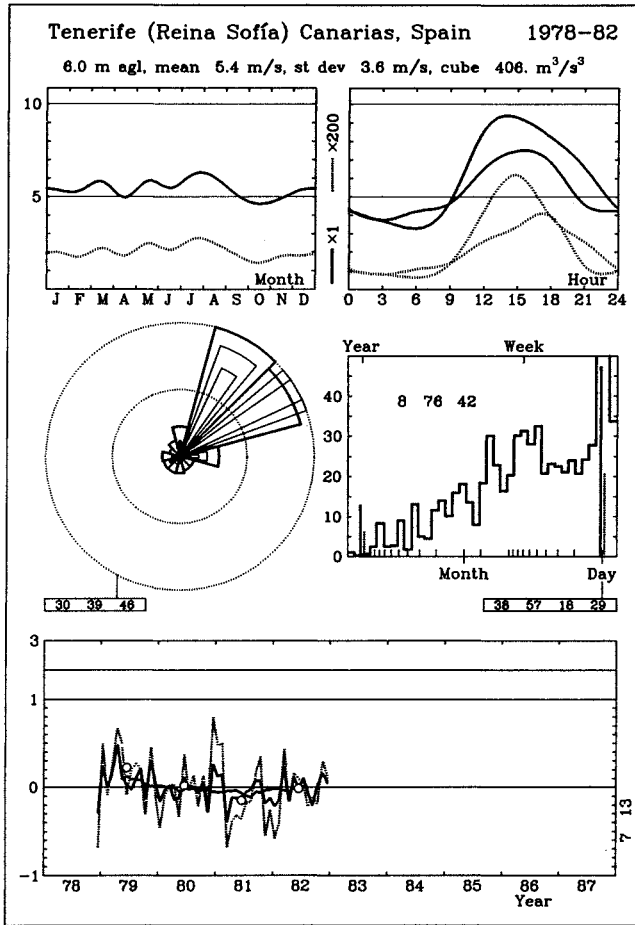 Tenerife (Reina Sofía) Canarias, Spain 1978-82
6.0 m agl, mean 5.4 m/s, st dev 3.6 m/s, cube 406. m³/s³
10
5
Month
J F M A M J J A S O N D
×1 ×200
Hour
0 3 6 9 12 15 18 21 24
Year Week
40
30
20
10
0
8 76 42
Month Day
30 39 46
38 57 18 29
3
1
0
-1
7 13
78 79 80 81 82 83 84 85 86 87
Year